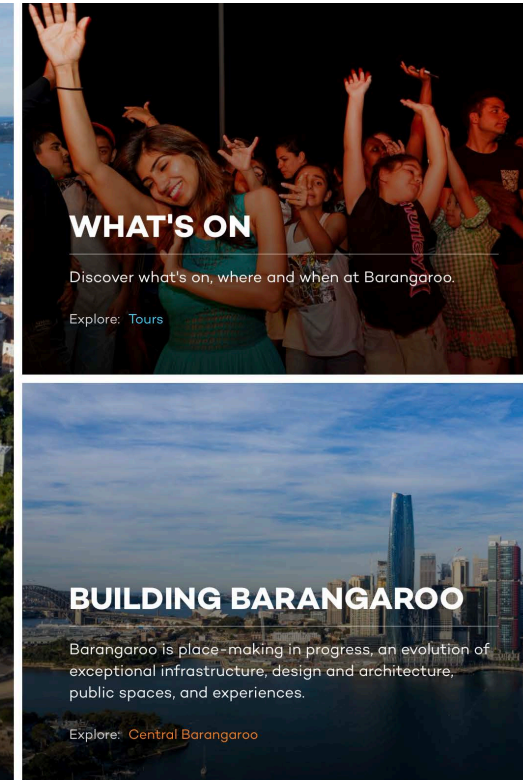 WHAT'S ON
Discover what's on, where and when at Barangaroo.
Explore: Tours
BUILDING BARANGAROO
Barangaroo is place-making in progress, an evolution of
exceptional infrastructure, design and architecture,
public spaces, and experiences.
Explore: Central Barangaroo